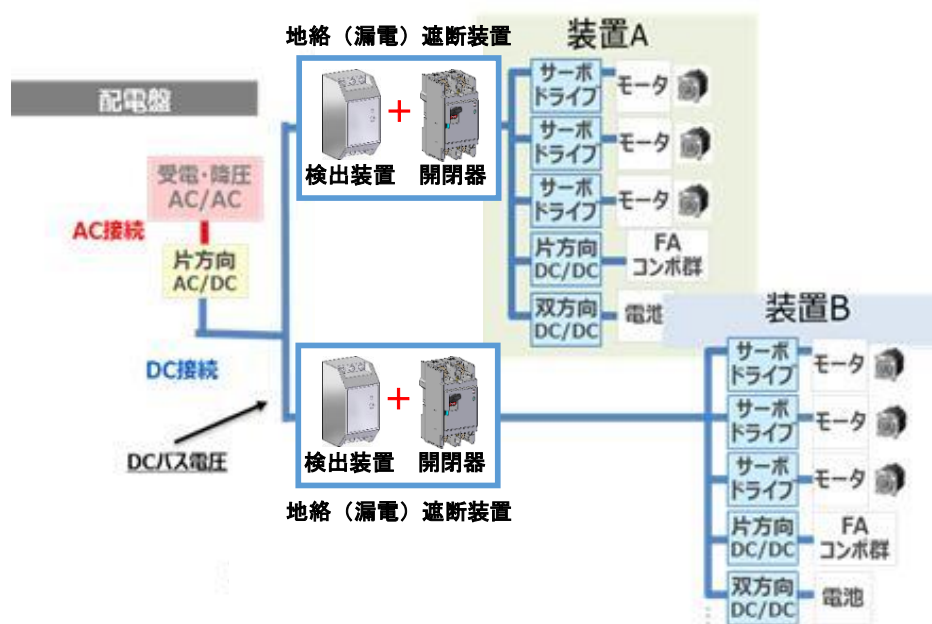 地絡（漏電）遮断装置
装置A
配電盤
検出装置
+
開閉器
受電・降圧
AC/AC
AC接続
片方向
AC/DC
DC接続
DCバス電圧
サーボ
ドライブ
モータ
サーボ
ドライブ
モータ
サーボ
ドライブ
モータ
片方向
DC/DC
FA
コンポ群
双方向
DC/DC
電池
装置B
検出装置
+
開閉器
地絡（漏電）遮断装置
サーボ
ドライブ
モータ
サーボ
ドライブ
モータ
サーボ
ドライブ
モータ
片方向
DC/DC
FA
コンポ群
双方向
DC/DC
電池